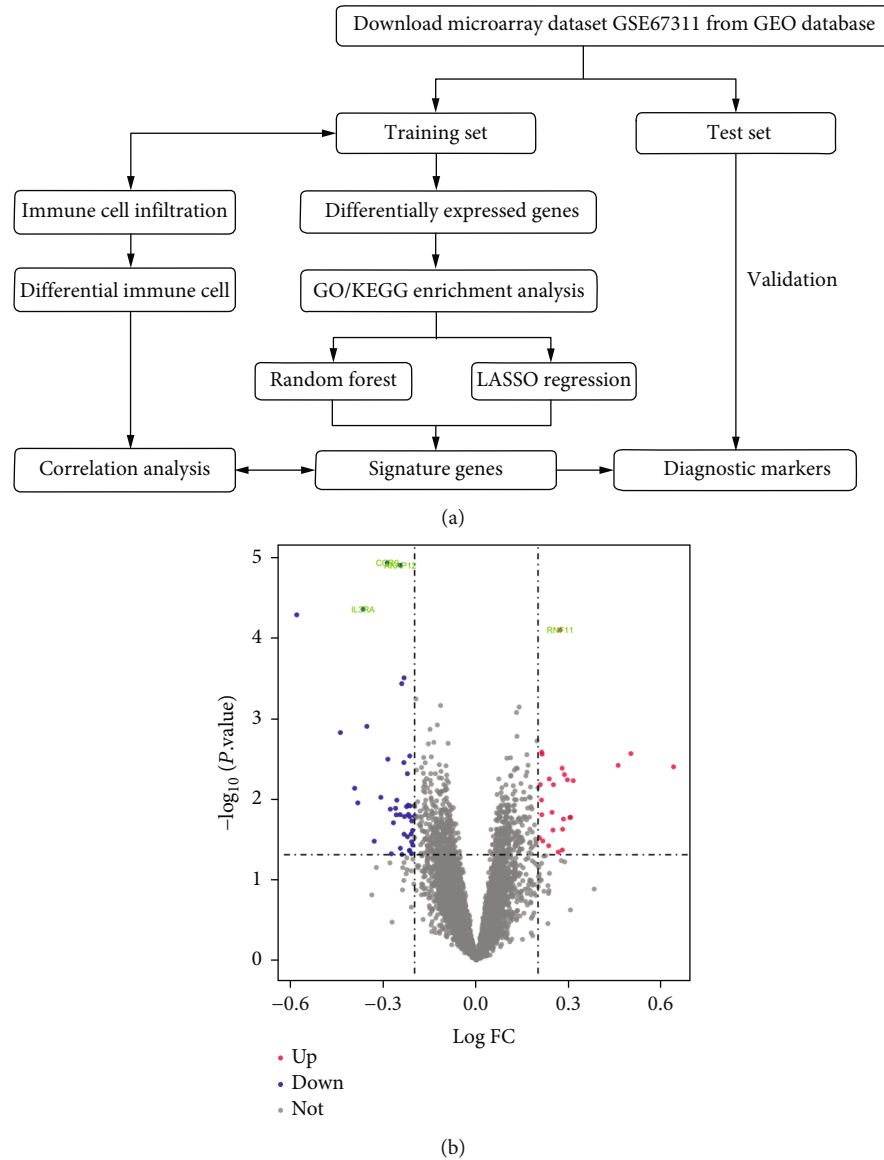 Download microarray dataset GSE67311 from GEO database
Training set
Test set
Immune cell infiltration
Differentially expressed genes
Differential immune cell
GO/KEGG enrichment analysis
Validation
Random forest
LASSO regression
Correlation analysis
Signature genes
Diagnostic markers
(a)
5
4
3
2
1
0
−log10 (P.value)
IL3RA
RNF11
−0.6
−0.3
0.0
0.3
0.6
Log FC
Up
Down
Not
(b)